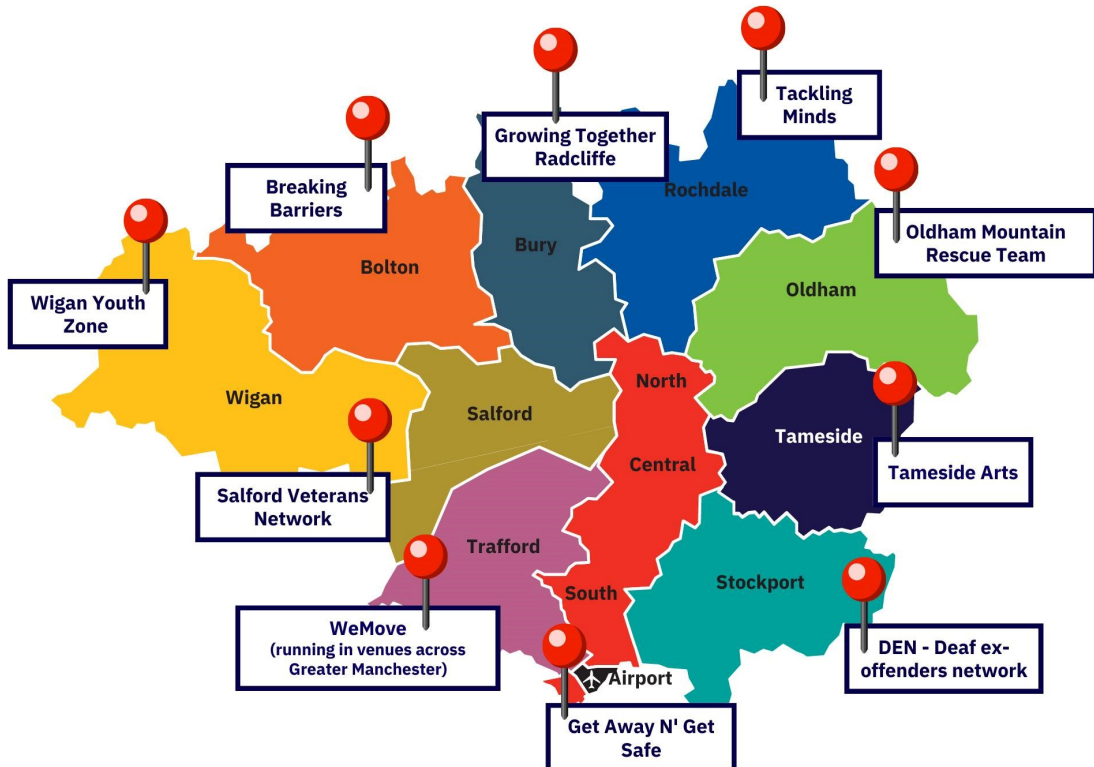 Tackling
Minds
Growing Together
Radcliffe
Breaking
Barriers
Rochdale
Oldham Mountain
Rescue Team
Bury
Bolton
Oldham
Wigan Youth
Zone
North
Wigan
Salford
Tameside
Central
Tameside Arts
Salford Veterans
Network
Trafford
Stockport
South
WeMove
(running in venues across
Greater Manchester)
DEN - Deaf ex-
offenders network
Airport
Get Away N' Get
Safe